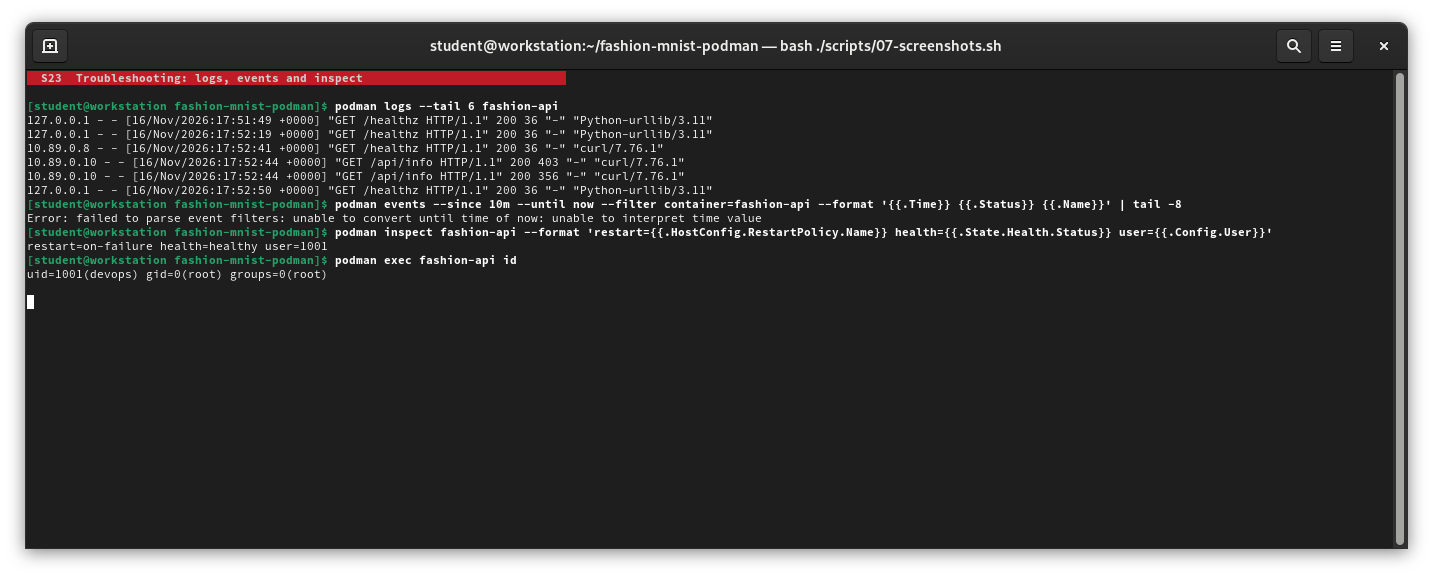 student@workstation:~/fashion-mnist-podman — bash ./scripts/07-screenshots.sh
S23  Troubleshooting: logs, events and inspect
[student@workstation fashion-mnist-podman]$ podman logs --tail 6 fashion-api
127.0.0.1 - - [16/Nov/2026:17:51:49 +0000] "GET /healthz HTTP/1.1" 200 36 "-" "Python-urllib/3.11"
127.0.0.1 - - [16/Nov/2026:17:52:19 +0000] "GET /healthz HTTP/1.1" 200 36 "-" "Python-urllib/3.11"
10.89.0.8 - - [16/Nov/2026:17:52:41 +0000] "GET /healthz HTTP/1.1" 200 36 "-" "curl/7.76.1"
10.89.0.10 - - [16/Nov/2026:17:52:44 +0000] "GET /api/info HTTP/1.1" 200 403 "-" "curl/7.76.1"
10.89.0.10 - - [16/Nov/2026:17:52:44 +0000] "GET /api/info HTTP/1.1" 200 356 "-" "curl/7.76.1"
127.0.0.1 - - [16/Nov/2026:17:52:50 +0000] "GET /healthz HTTP/1.1" 200 36 "-" "Python-urllib/3.11"
[student@workstation fashion-mnist-podman]$ podman events --since 10m --until now --filter container=fashion-api --format '{{.Time}} {{.Status}} {{.Name}}' | tail -8
Error: failed to parse event filters: unable to convert until time of now: unable to interpret time value
[student@workstation fashion-mnist-podman]$ podman inspect fashion-api --format 'restart={{.HostConfig.RestartPolicy.Name}} health={{.State.Health.Status}} user={{.Config.User}}'
restart=on-failure health=healthy user=1001
[student@workstation fashion-mnist-podman]$ podman exec fashion-api id
uid=1001(devops) gid=0(root) groups=0(root)